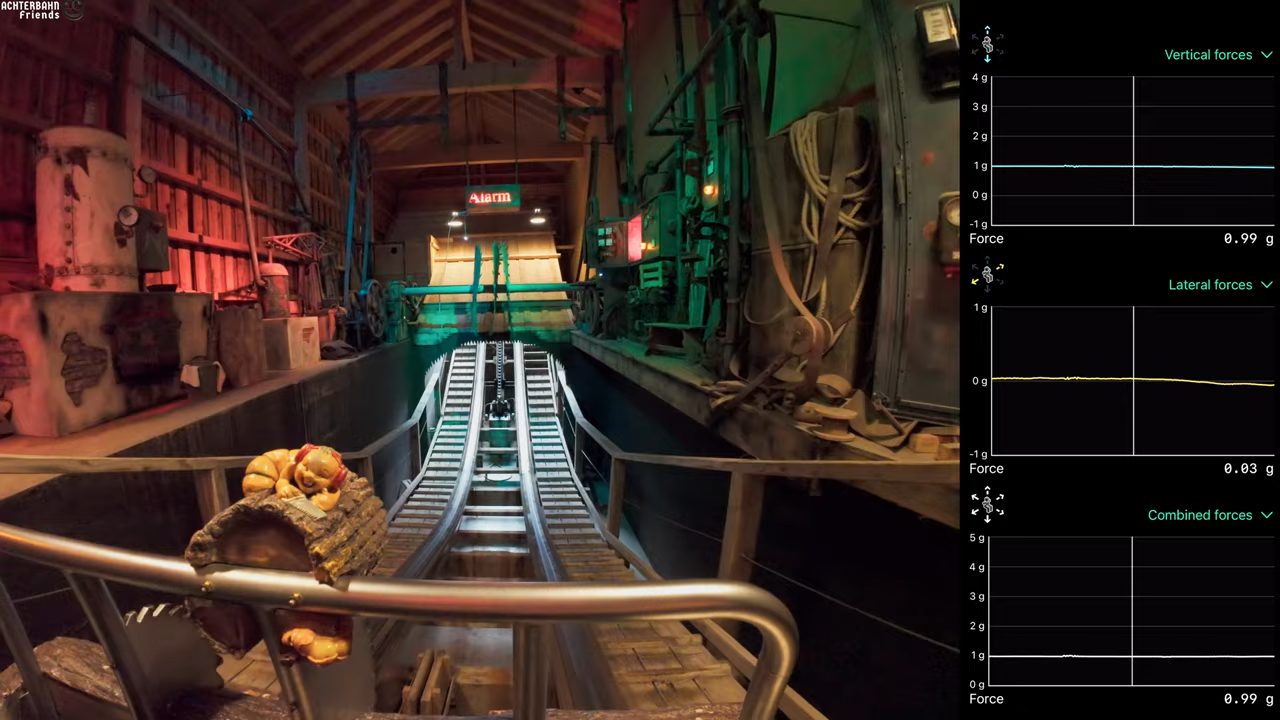 ACHTERBAHN
Friends
Alarm
Vertical forces
4 g
3 g
2 g
1 g
0 g
-1 g
Force 0.99 g
Lateral forces
1 g
0 g
-1 g
Force 0.03 g
Combined forces
5 g
4 g
3 g
2 g
1 g
0 g
Force 0.99 g